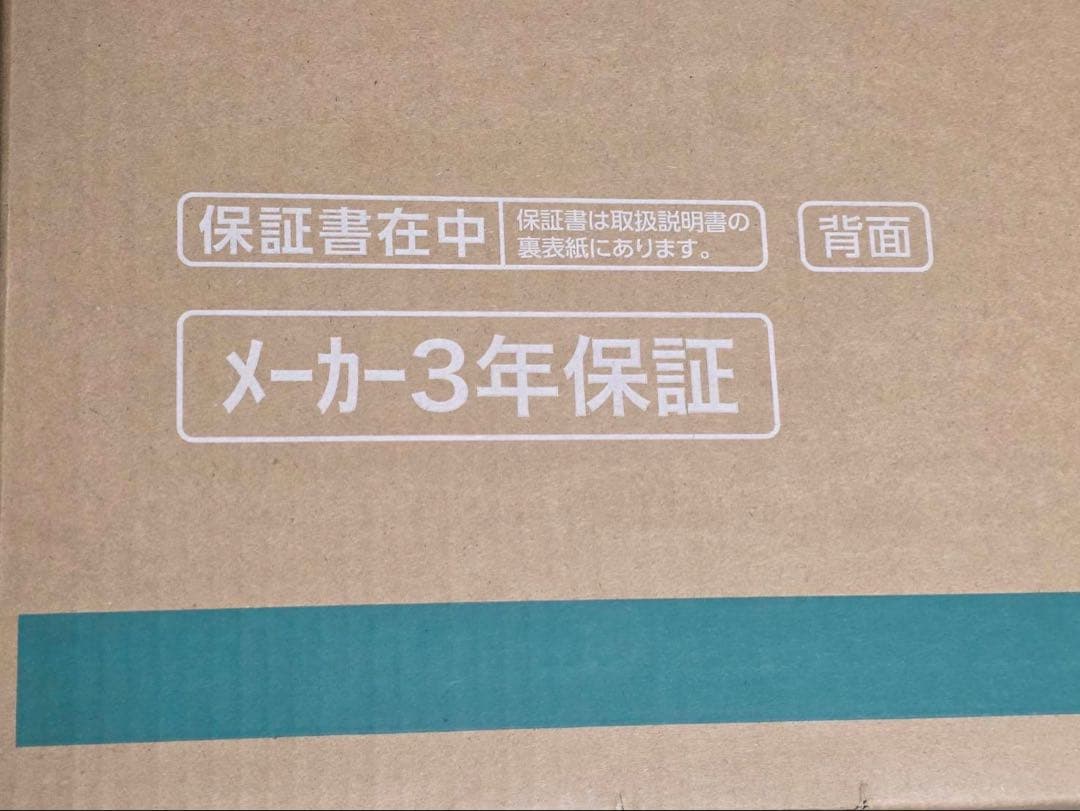 保証書在中
保証書は取扱説明書の
裏表紙にあります。
背面
ﾒｰｶｰ3年保証